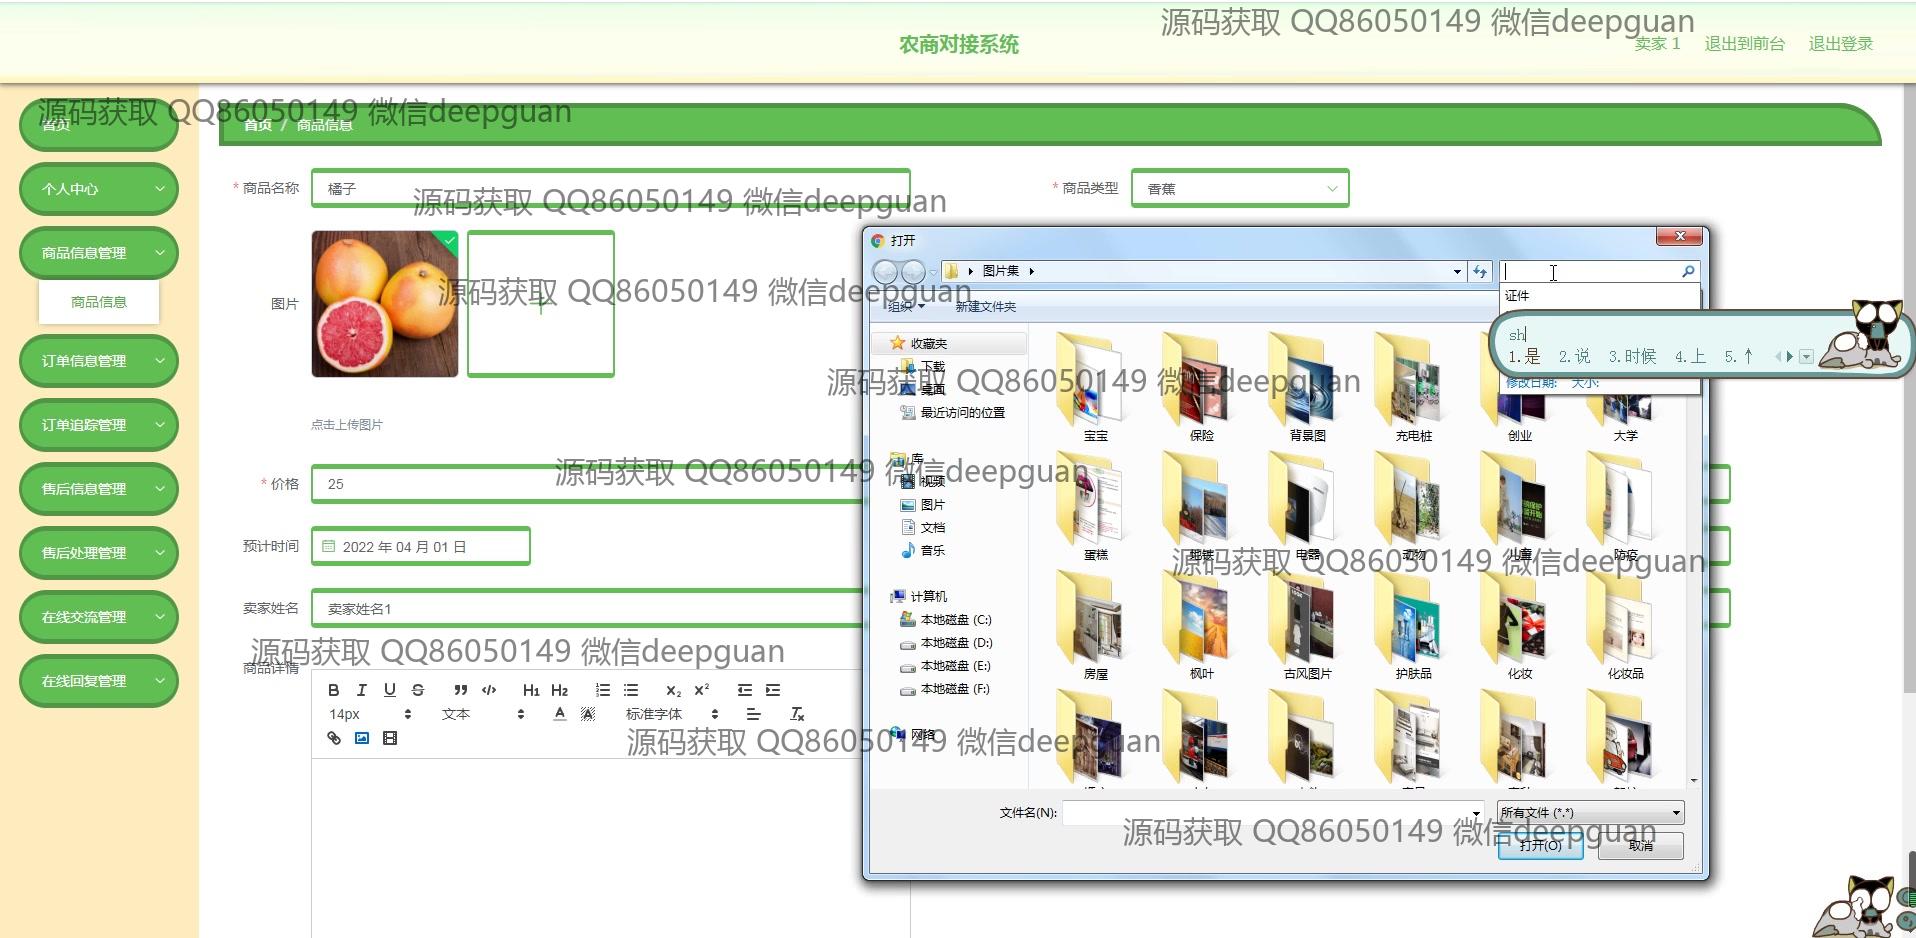 源码获取 QQ86050149 微信deepguan
农商对接系统
卖家 1 退出到前台 退出登录
源码获取 QQ86050149 微信deepguan
首页
首页 / 商品信息
个人中心
商品信息管理
商品信息
订单信息管理
订单追踪管理
售后信息管理
售后处理管理
在线交流管理
在线回复管理
* 商品名称 橘子
* 商品类型 香蕉
源码获取 QQ86050149 微信deepguan
图片
源码获取 QQ86050149 微信deepguan
点击上传图片
* 价格 25
源码获取 QQ86050149 微信deepguan
预计时间 2022 年 04 月 01 日
卖家姓名 卖家姓名1
源码获取 QQ86050149 微信deepguan
商品详情
B I U S H1 H2 x2 x2
14px 文本 A A 标准字体 Tx
源码获取 QQ86050149 微信deepguan
打开
图片集
证件
组织 新建文件夹
sh
1.是 2.说 3.时候 4.上 5.↑
修改日期: 大小:
收藏夹
下载
桌面
最近访问的位置
源码获取 QQ86050149 微信deepguan
库
视频
图片
文档
音乐
计算机
本地磁盘 (C:)
本地磁盘 (D:)
本地磁盘 (E:)
本地磁盘 (F:)
网络
宝宝 保险 背景图 充电桩 创业 大学
蛋糕 地铁 电器 动物 儿童 防疫
源码获取 QQ86050149 微信deepguan
房屋 枫叶 古风图片 护肤品 化妆 化妆品
文件名(N): 所有文件 (*.*)
源码获取 QQ86050149 微信deepguan
打开(O) 取消